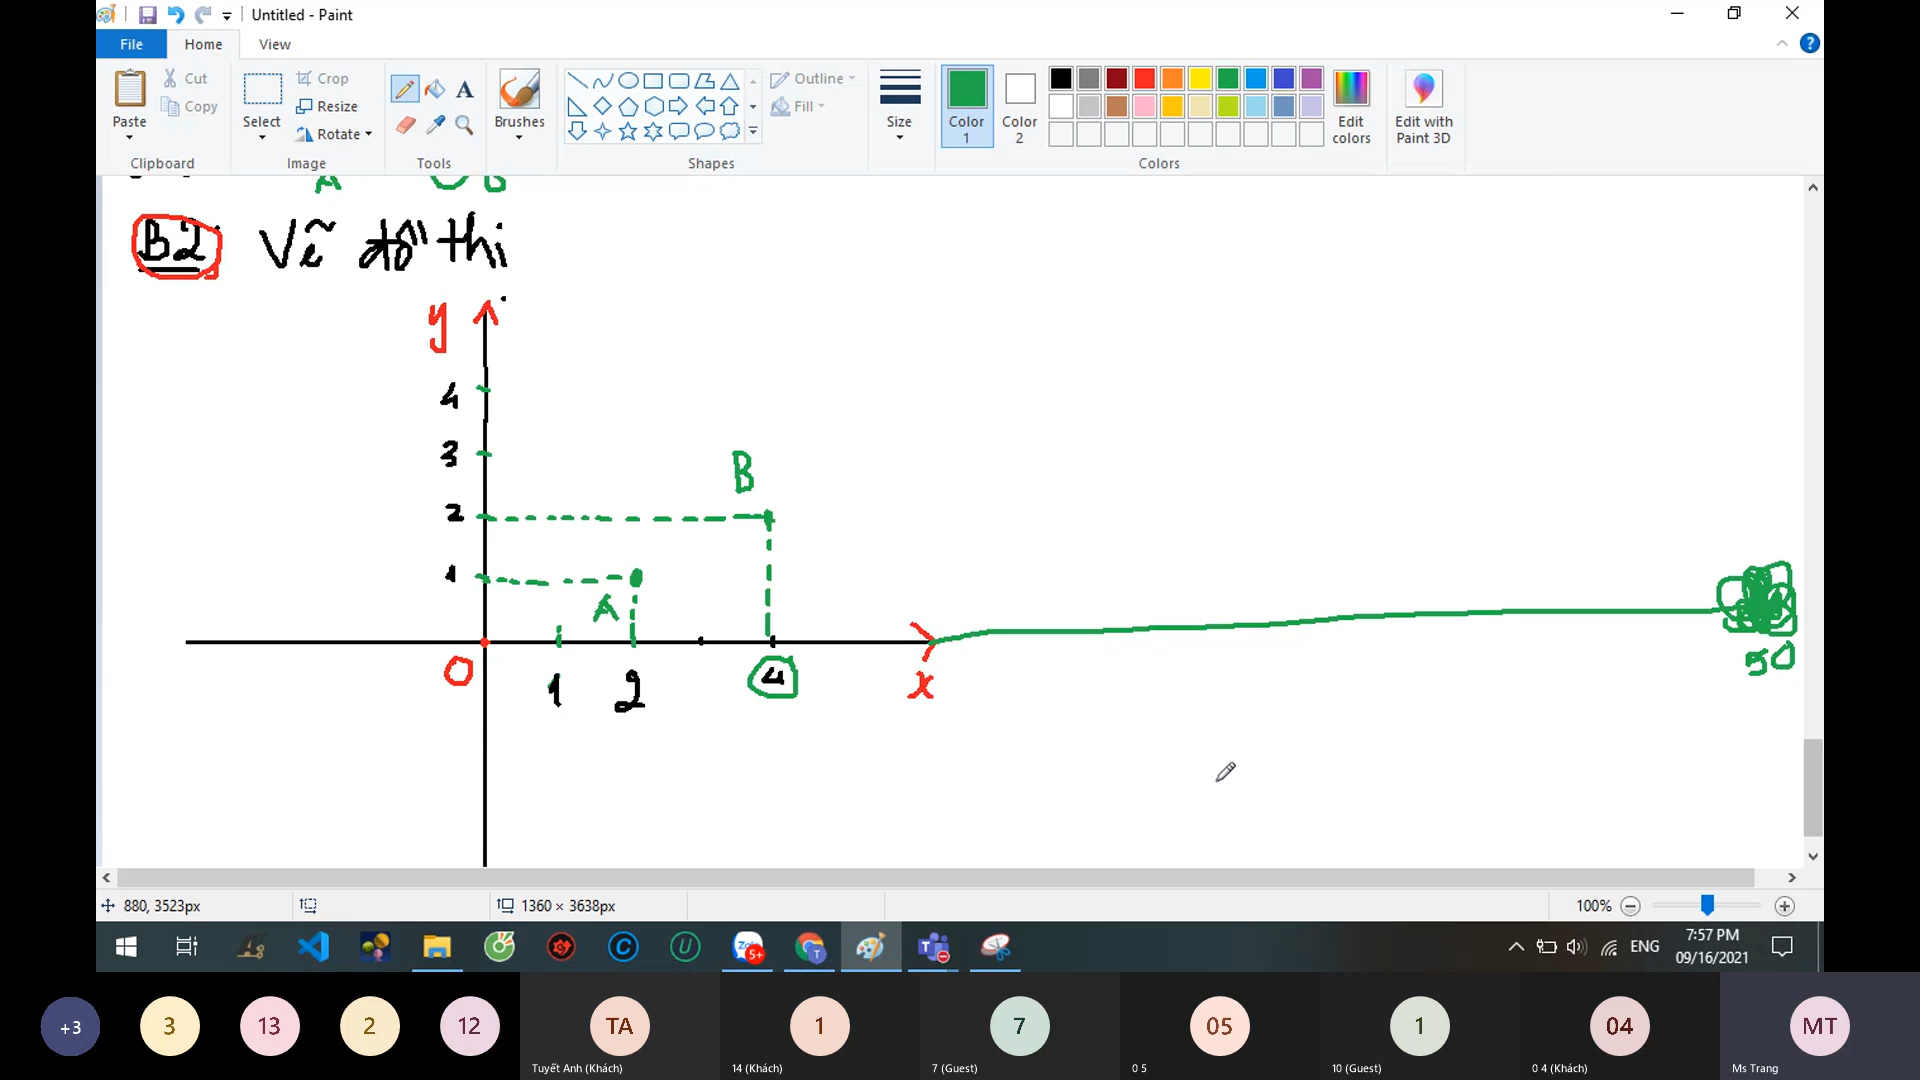 Untitled - Paint
File Home View
Paste Cut Copy Select Crop Resize Rotate Brushes Outline Fill Size Color 1 Color 2 Edit colors Edit with Paint 3D
Clipboard Image Tools Shapes Colors
A B
B2 Vẽ đồ thị
y
4
3
B
2
1
A
50
O 1 2 4 x
880, 3523px 1360 × 3638px 100%
ENG 7:57 PM
09/16/2021
+3 3 13 2 12 TA 1 7 05 1 04 MT
Tuyết Anh (Khách) 14 (Khách) 7 (Guest) 0 5 10 (Guest) 0 4 (Khách) Ms Trang